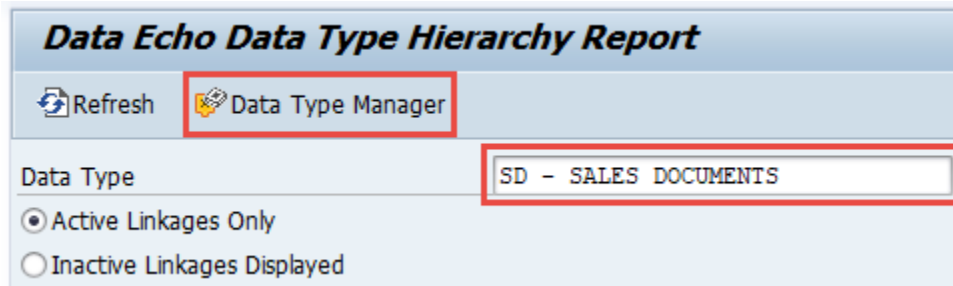 Data Echo Data Type Hierarchy Report
Refresh Data Type Manager
Data Type SD - SALES DOCUMENTS
Active Linkages Only
Inactive Linkages Displayed